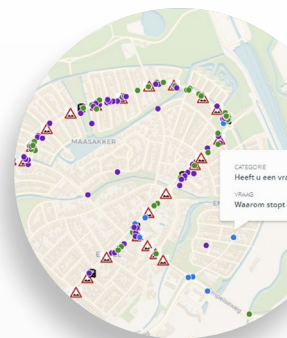 MAASAKKER
CATEGORIE
Heeft u een vra
VRAAG
Waarom stopt